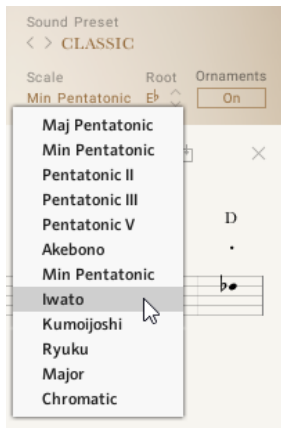 Sound Preset
< > CLASSIC
Scale Root Ornaments
Min Pentatonic E♭ On
Maj Pentatonic
Min Pentatonic
Pentatonic II
Pentatonic III
Pentatonic V
Akebono
Min Pentatonic
Iwato
Kumoijoshi
Ryuku
Major
Chromatic
D